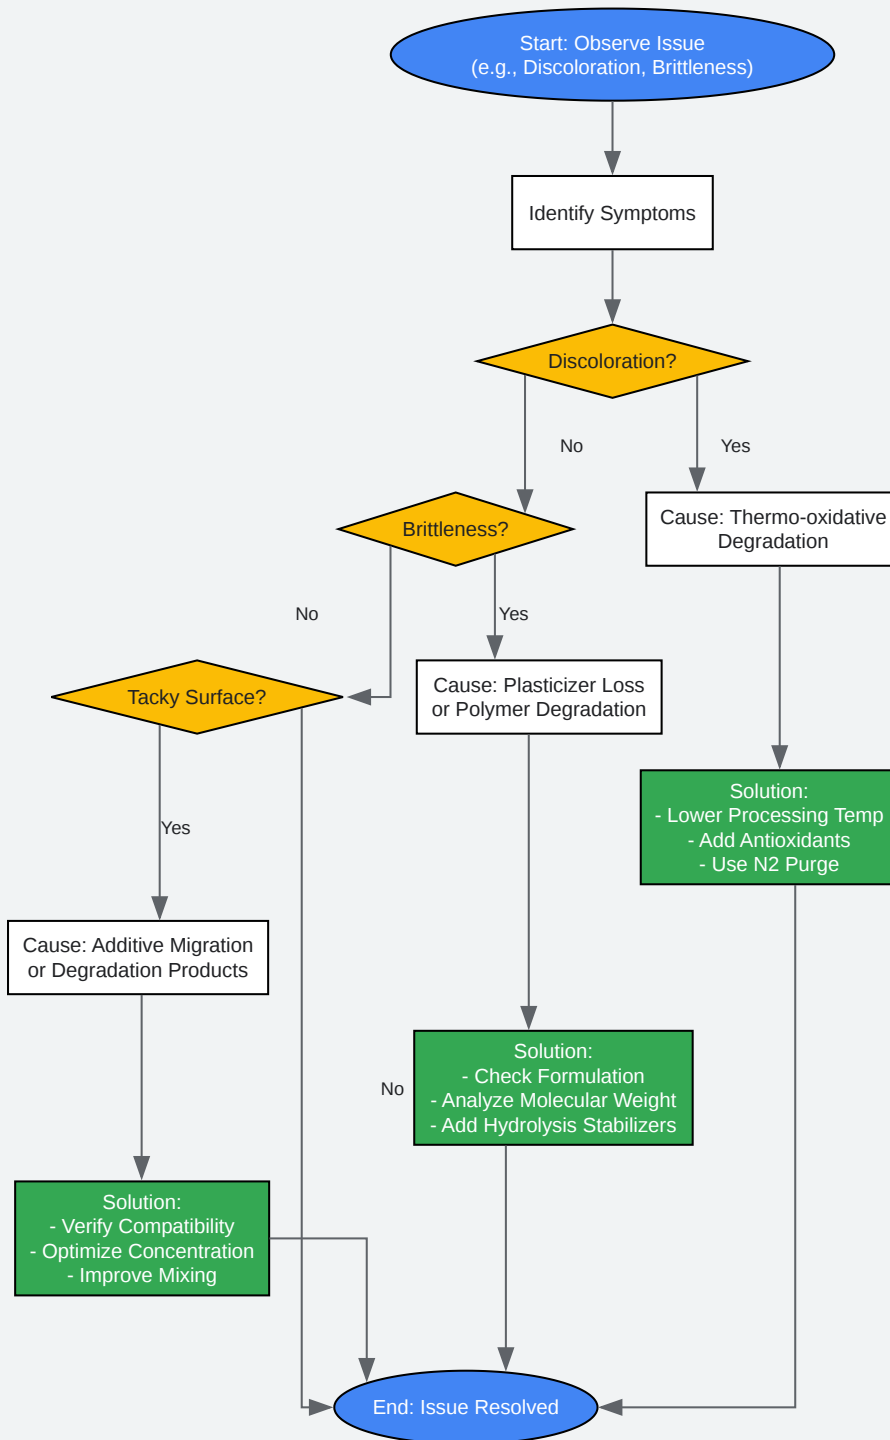 Start: Observe Issue
(e.g., Discoloration, Brittleness)
Identify Symptoms
Discoloration?
No
Yes
Brittleness?
Cause: Thermo-oxidative
Degradation
No
Yes
Tacky Surface?
Cause: Plasticizer Loss
or Polymer Degradation
Solution:
- Lower Processing Temp
- Add Antioxidants
- Use N2 Purge
Yes
Cause: Additive Migration
or Degradation Products
Solution:
- Check Formulation
- Analyze Molecular Weight
- Add Hydrolysis Stabilizers
No
Solution:
- Verify Compatibility
- Optimize Concentration
- Improve Mixing
End: Issue Resolved